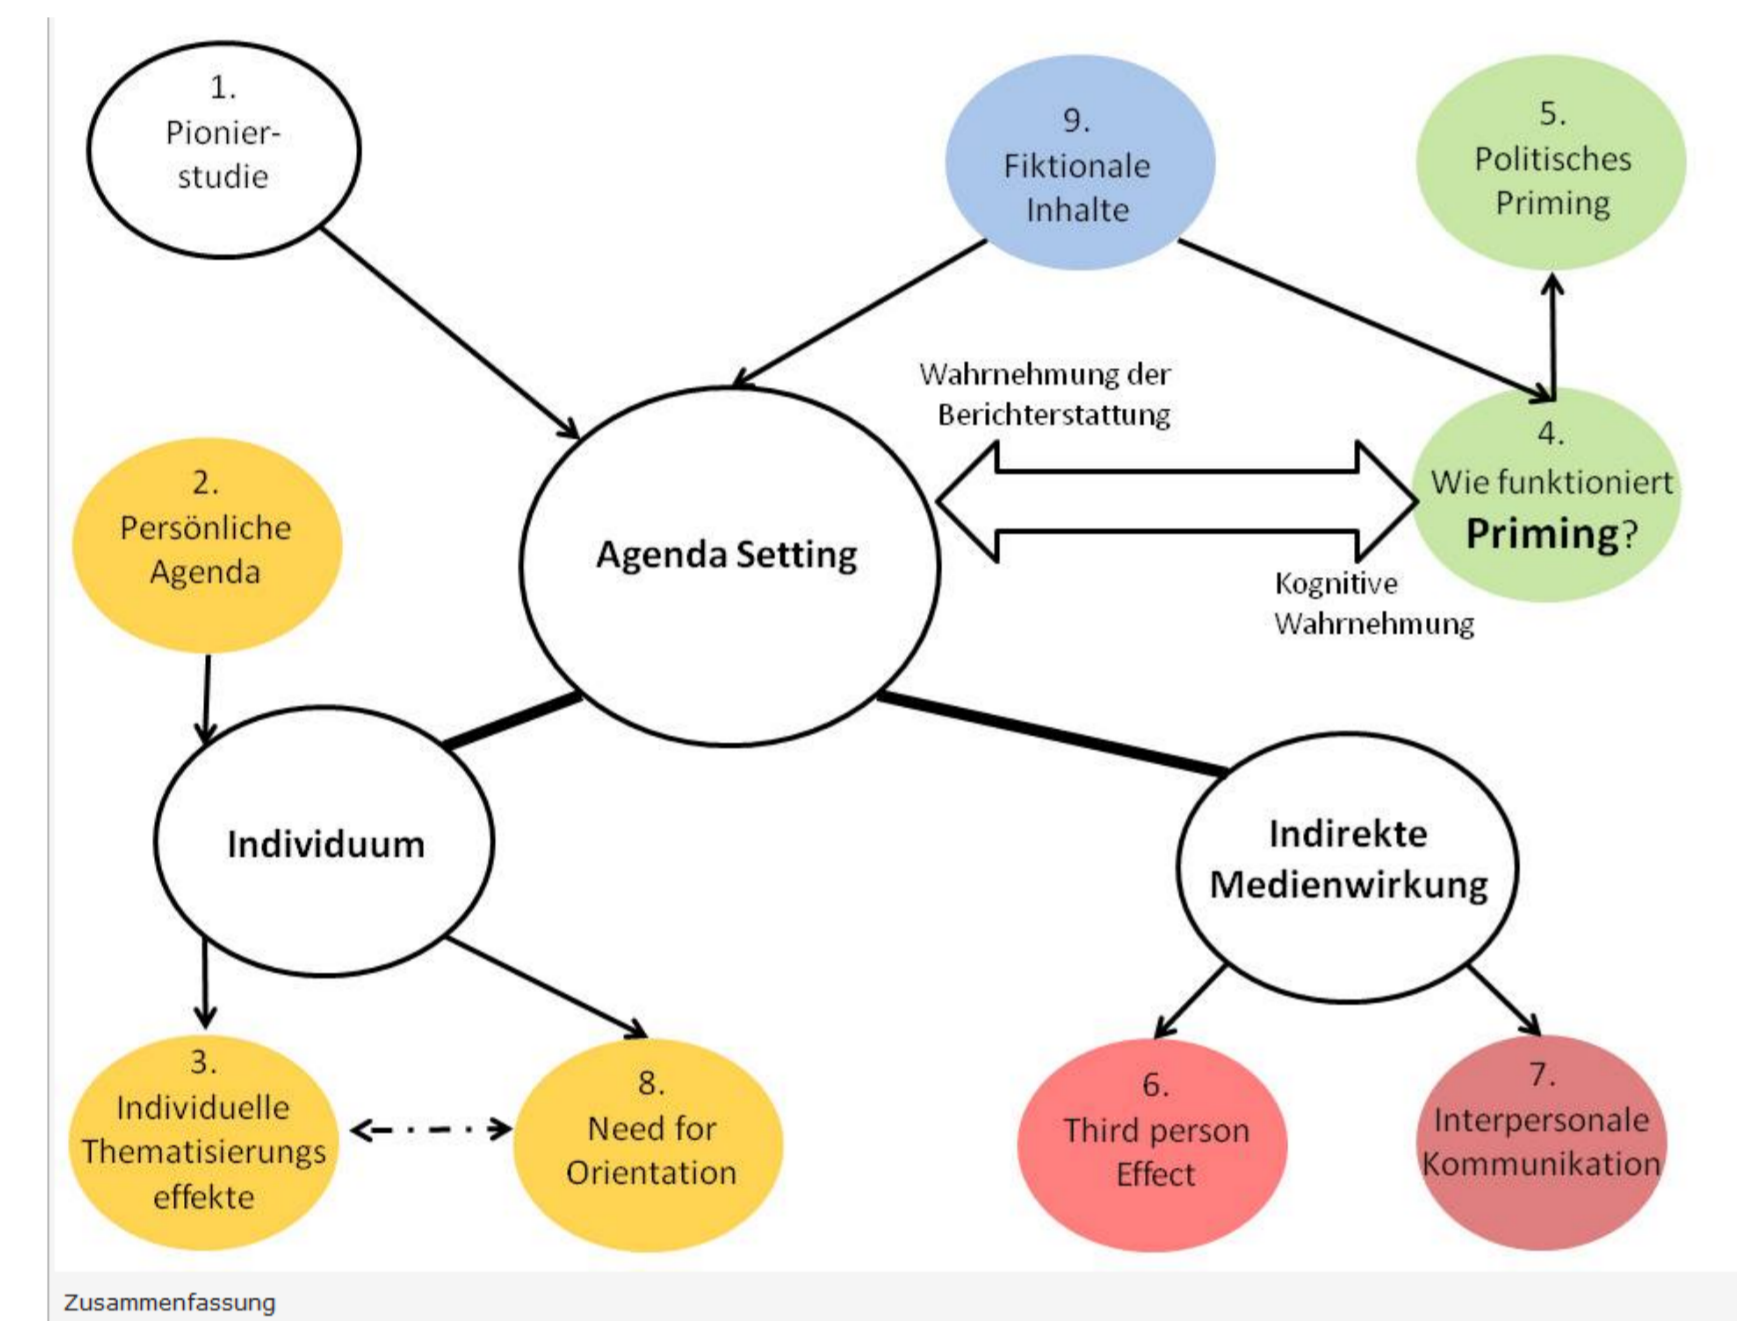 1.
Pionier-
studie
9.
Fiktionale
Inhalte
5.
Politisches
Priming
Wahrnehmung der
Berichterstattung
4.
Wie funktioniert
Priming?
Kognitive
Wahrnehmung
2.
Persönliche
Agenda
Agenda Setting
Individuum
Indirekte
Medienwirkung
3.
Individuelle
Thematisierungs
effekte
8.
Need for
Orientation
6.
Third person
Effect
7.
Interpersonale
Kommunikation
Zusammenfassung